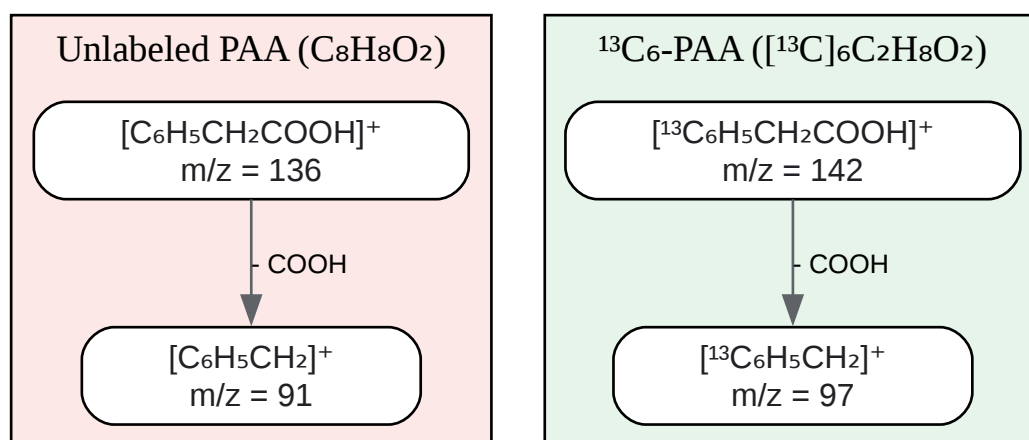 Unlabeled PAA (C₈H₈O₂)
[C₆H₅CH₂COOH]⁺
m/z = 136
- COOH
[C₆H₅CH₂]⁺
m/z = 91
¹³C₆-PAA ([¹³C]₆C₂H₈O₂)
[¹³C₆H₅CH₂COOH]⁺
m/z = 142
- COOH
[¹³C₆H₅CH₂]⁺
m/z = 97